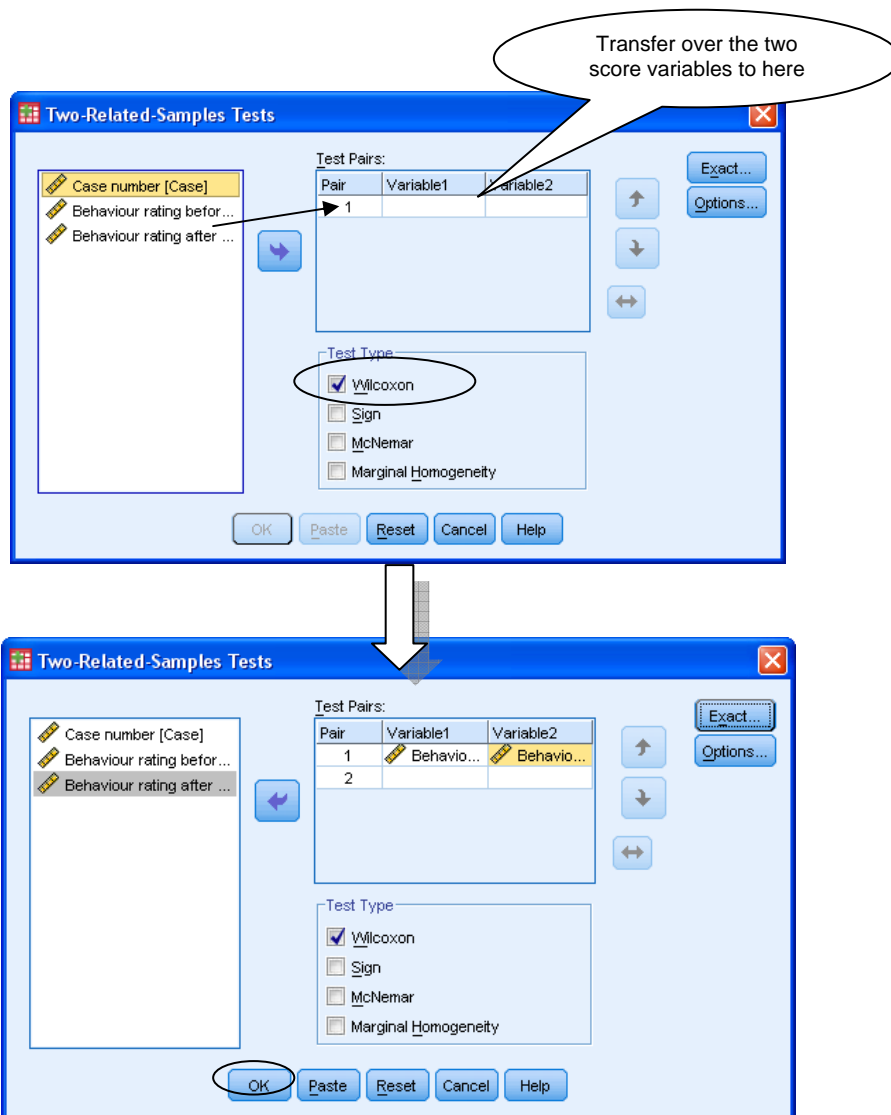 Transfer over the two
score variables to here
Two-Related-Samples Tests
Test Pairs:
Pair Variable1 Variable2
1
Case number [Case]
Behaviour rating befor...
Behaviour rating after ...
Exact...
Options...
Test Type
Wilcoxon
Sign
McNemar
Marginal Homogeneity
OK Paste Reset Cancel Help
Two-Related-Samples Tests
Test Pairs:
Pair Variable1 Variable2
1 Behavio... Behavio...
2
Case number [Case]
Behaviour rating befor...
Behaviour rating after ...
Exact...
Options...
Test Type
Wilcoxon
Sign
McNemar
Marginal Homogeneity
OK Paste Reset Cancel Help